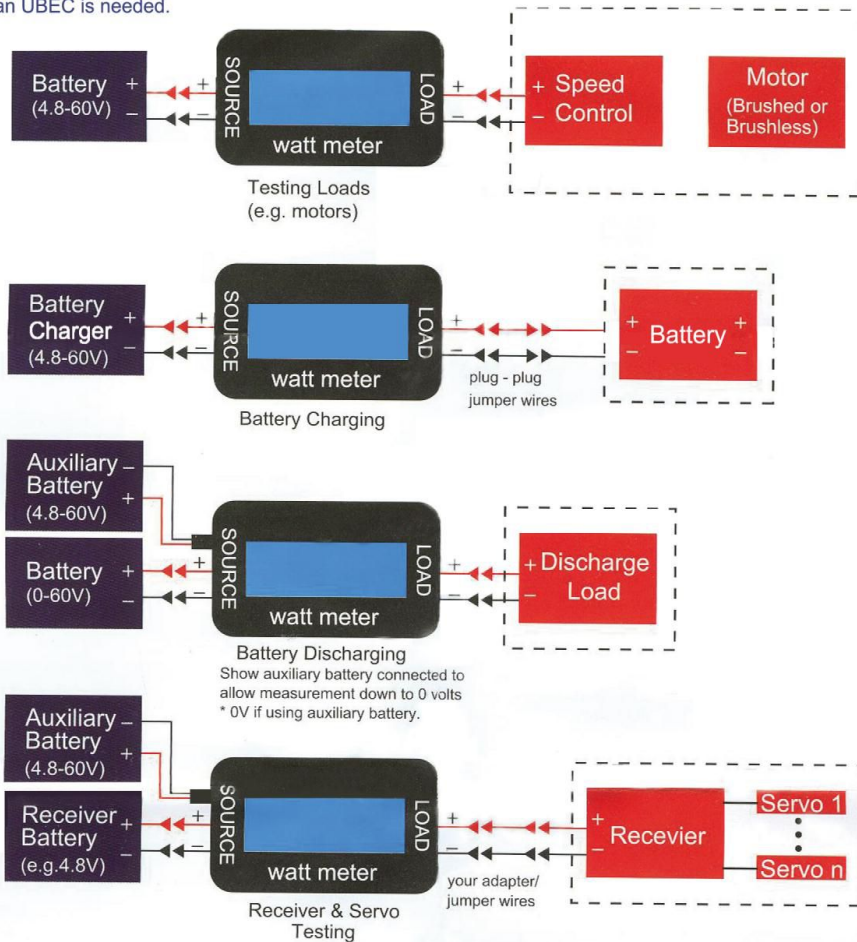 an UBEC is needed.
Battery
(4.8-60V)
+
−
+
−
SOURCE
LOAD
watt meter
+
−
+ Speed
− Control
Motor
(Brushed or
Brushless)
Testing Loads
(e.g. motors)
Battery
Charger
(4.8-60V)
+
−
+
−
SOURCE
LOAD
watt meter
+
−
plug - plug
jumper wires
+ Battery +
− −
Battery Charging
Auxiliary −
Battery
(4.8-60V)
+
Battery
(0-60V)
+
−
+
−
SOURCE
LOAD
watt meter
+
−
+ Discharge
− Load
Battery Discharging
Show auxiliary battery connected to
allow measurement down to 0 volts
* 0V if using auxiliary battery.
Auxiliary −
Battery
(4.8-60V)
+
Receiver
Battery
(e.g.4.8V)
+
−
+
−
SOURCE
LOAD
watt meter
+
−
your adapter/
jumper wires
+
− Recevier
Servo 1
Servo n
Receiver & Servo
Testing